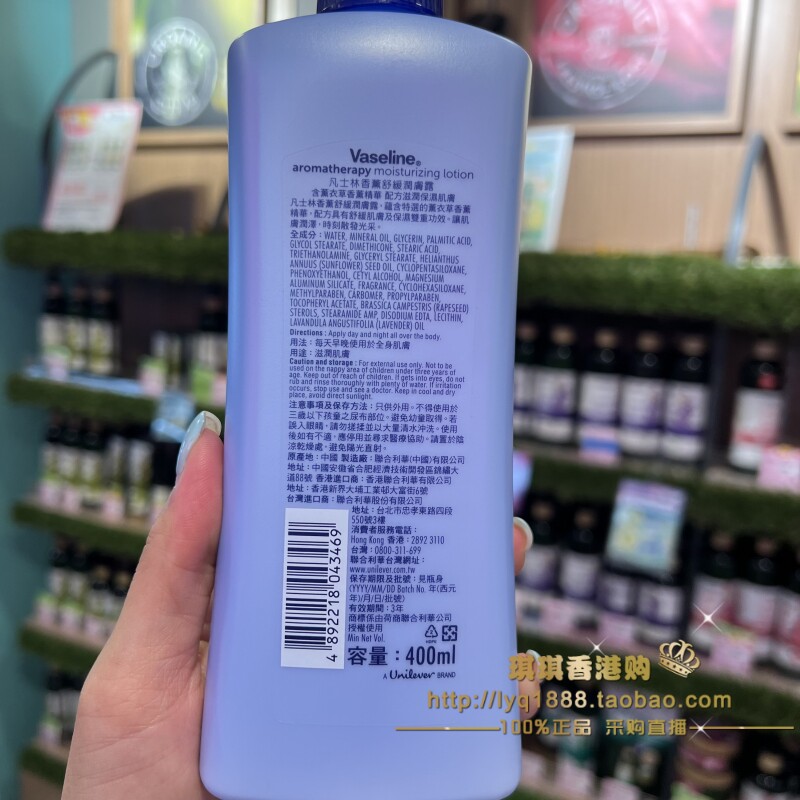 Vaseline®
aromatherapy moisturizing lotion
凡士林香薰舒緩潤膚露
含薰衣草香薰精華 配方滋潤保濕肌膚
凡士林香薰舒緩潤膚露，蘊含特選的薰衣草香薰
精華，配方具有舒緩肌膚及保濕雙重功效。讓肌
膚潤澤，時刻散發光采。
全成分：WATER, MINERAL OIL, GLYCERIN, PALMITIC ACID,
GLYCOL STEARATE, DIMETHICONE, STEARIC ACID,
TRIETHANOLAMINE, GLYCERYL STEARATE, HELIANTHUS
ANNUUS (SUNFLOWER) SEED OIL, CYCLOPENTASILOXANE,
PHENOXYETHANOL, CETYL ALCOHOL, MAGNESIUM
ALUMINUM SILICATE, FRAGRANCE, CYCLOHEXASILOXANE,
METHYLPARABEN, CARBOMER, PROPYLPARABEN,
TOCOPHERYL ACETATE, BRASSICA CAMPESTRIS (RAPESEED)
STEROLS, STEARAMIDE AMP, DISODIUM EDTA, LECITHIN,
LAVANDULA ANGUSTIFOLIA (LAVENDER) OIL
Directions : Apply day and night all over the body.
用法：每天早晚使用於全身肌膚
用途：滋潤肌膚
Caution and storage : For external use only. Not to be
used on the nappy area of children under three years of
age. Keep out of reach of children. If gets into eyes, do not
rub and rinse thoroughly with plenty of water. If irritation
occurs, stop use and see a doctor. Keep in cool and dry
place, avoid direct sunlight.
注意事項及保存方法：只供外用。不得使用於
三歲以下孩童之尿布部位。避免幼童取得。若
誤入眼睛，請勿搓揉並以大量清水沖洗。使用
後如有不適，應停用並尋求醫療協助。請置於陰
涼乾燥處，避免陽光直射。
原產地：中國 製造廠：聯合利華(中國)有限公司
地址：中國安徽省合肥經濟技術開發區錦繡大
道88號 香港進口商：香港聯合利華有限公司
地址：香港新界大埔工業邨大富街6號
台灣進口商：聯合利華股份有限公司
地址：台北市忠孝東路四段
550號3樓
消費者服務電話：
Hong Kong 香港：2892 3110
台灣：0800-311-699
聯合利華台灣網址：
www.unilever.com.tw
保存期限及批號：見瓶身
(YYYY/MM/DD Batch No. 年(西元
年)/月/日/批號)
有效期間：3年
商標係由荷商聯合利華公司
授權使用
Min Net Vol.
容量：400ml
A Unilever BRAND
4 892218 043469
琪琪香港购
http://lyq1888.taobao.com
100%正品 采购直播